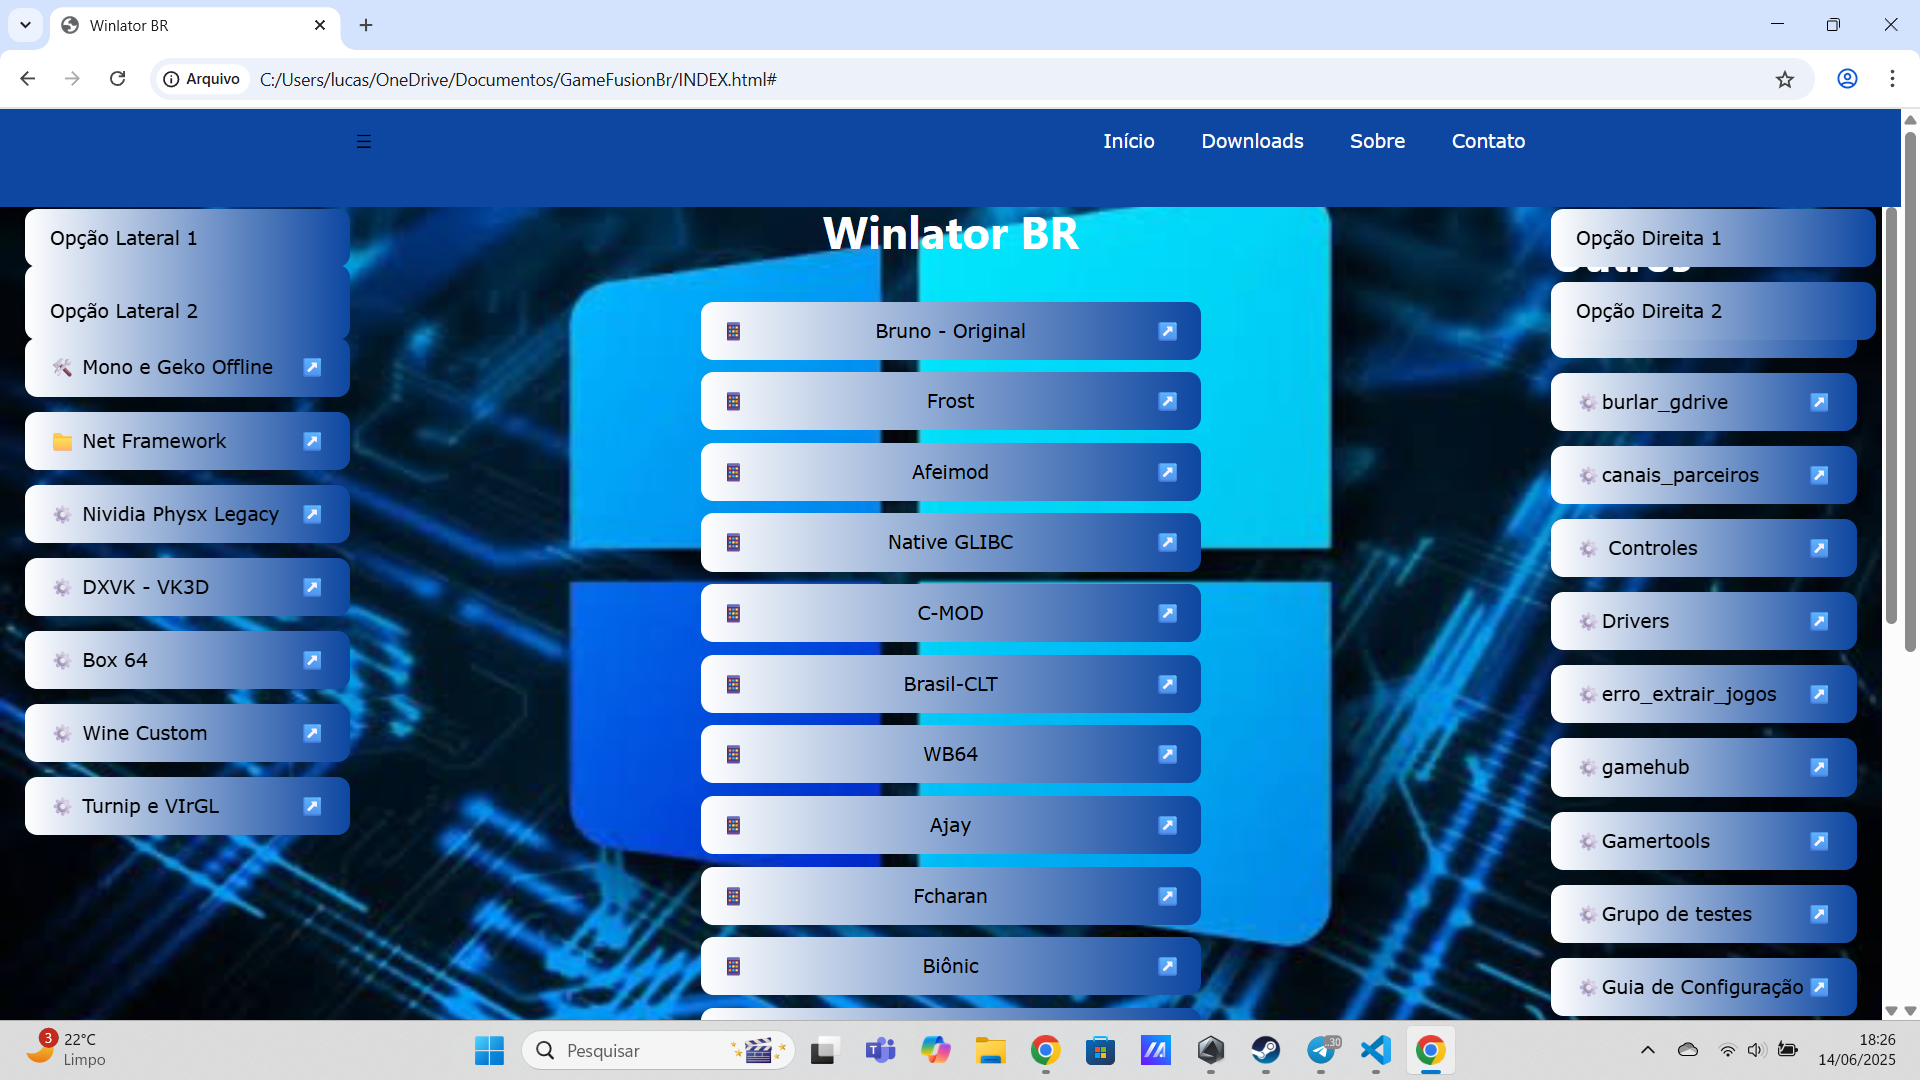 Winlator BR
Arquivo
C:/Users/lucas/OneDrive/Documentos/GameFusionBr/INDEX.html#
Início
Downloads
Sobre
Contato
Opção Lateral 1
Opção Lateral 2
Mono e Geko Offline
Net Framework
Nividia Physx Legacy
DXVK - VK3D
Box 64
Wine Custom
Turnip e VIrGL
Winlator BR
Bruno - Original
Frost
Afeimod
Native GLIBC
C-MOD
Brasil-CLT
WB64
Ajay
Fcharan
Biônic
Opção Direita 1
Opção Direita 2
burlar_gdrive
canais_parceiros
Controles
Drivers
erro_extrair_jogos
gamehub
Gamertools
Grupo de testes
Guia de Configuração
3
22°C
Limpo
Pesquisar
.30
18:26
14/06/2025